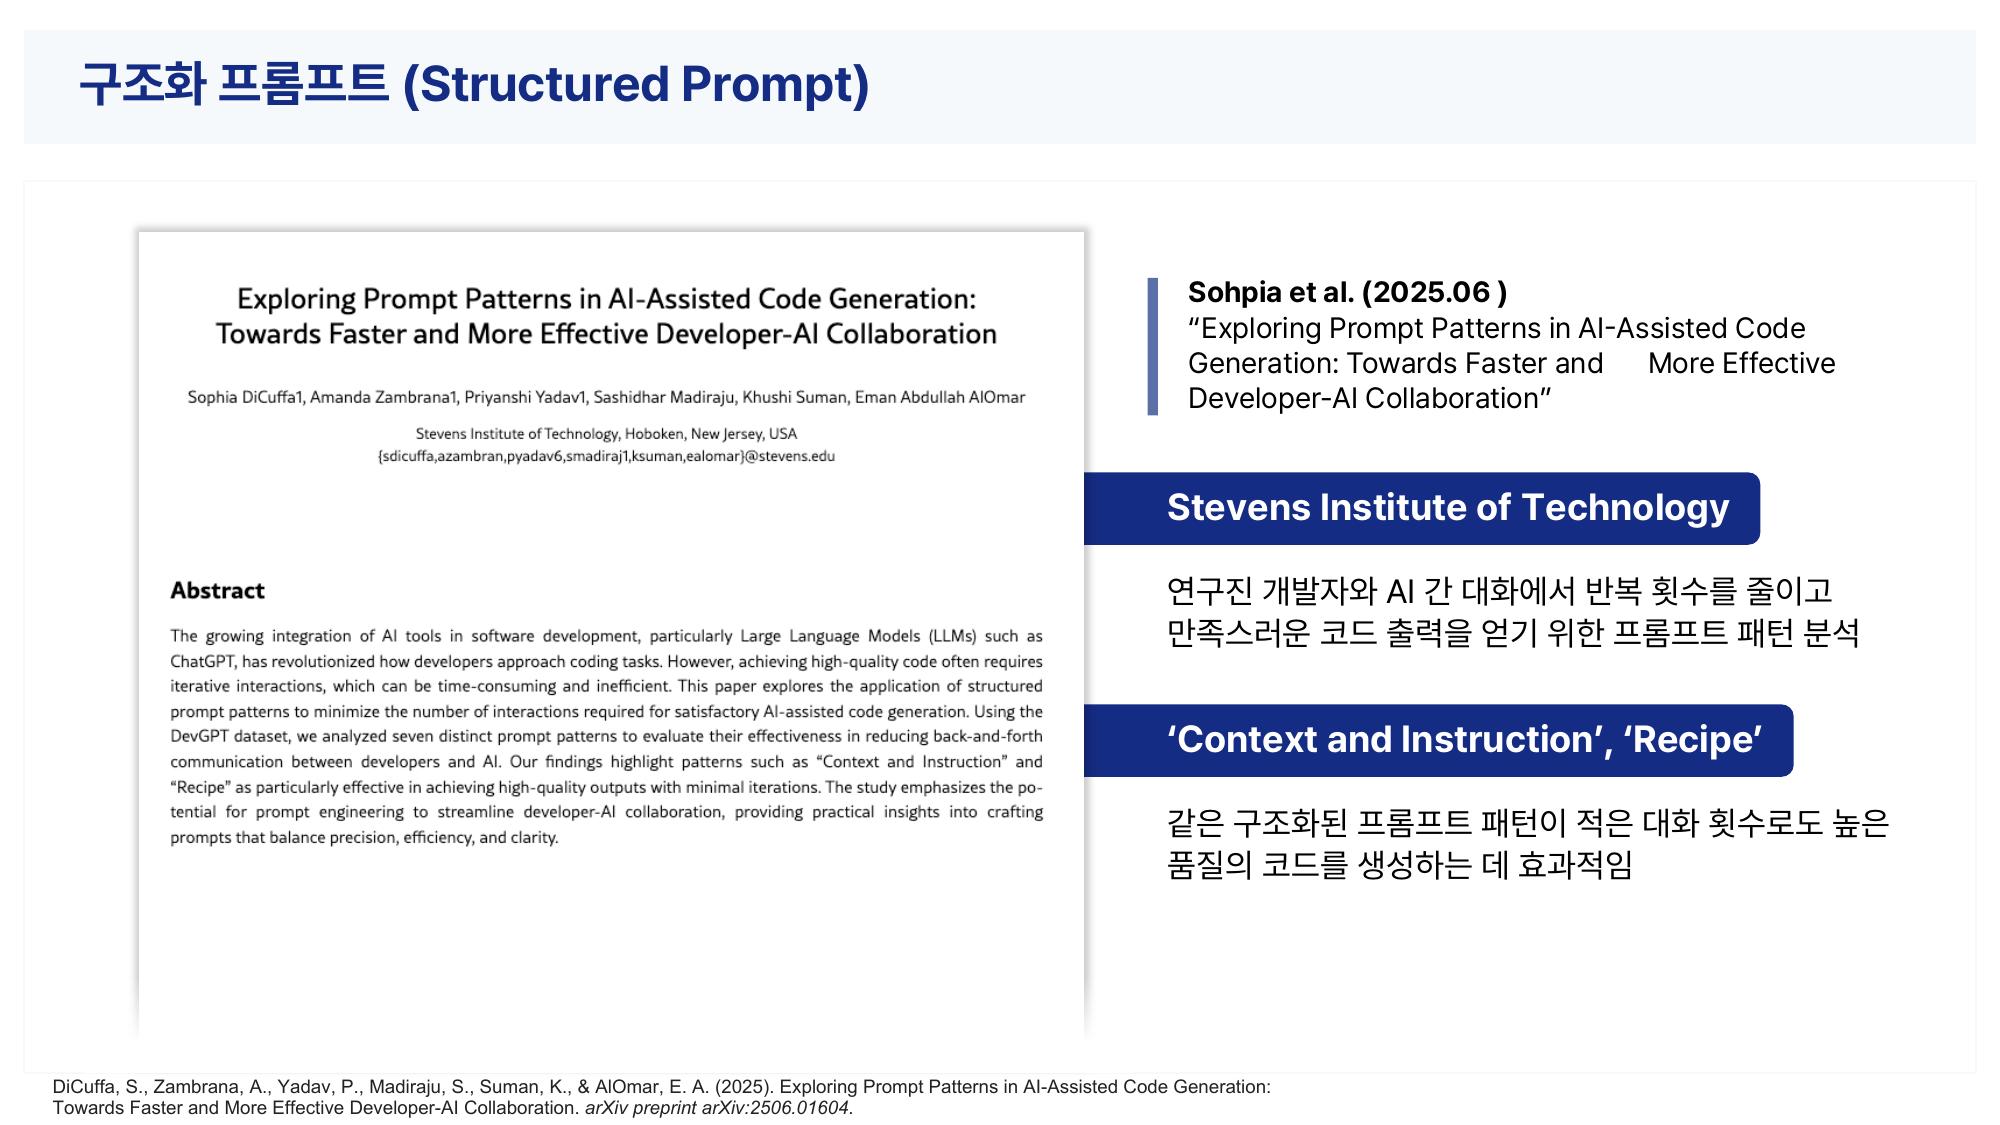 구조화 프롬프트 (Structured Prompt)
Exploring Prompt Patterns in AI-Assisted Code Generation:
Towards Faster and More Effective Developer-AI Collaboration
Sophia DiCuffa1, Amanda Zambrana1, Priyanshi Yadav1, Sashidhar Madiraju, Khushi Suman, Eman Abdullah AlOmar
Stevens Institute of Technology, Hoboken, New Jersey, USA
{sdicuffa,azambran,pyadav6,smadiraj1,ksuman,ealomar}@stevens.edu
Abstract
The growing integration of AI tools in software development, particularly Large Language Models (LLMs) such as
ChatGPT, has revolutionized how developers approach coding tasks. However, achieving high-quality code often requires
iterative interactions, which can be time-consuming and inefficient. This paper explores the application of structured
prompt patterns to minimize the number of interactions required for satisfactory AI-assisted code generation. Using the
DevGPT dataset, we analyzed seven distinct prompt patterns to evaluate their effectiveness in reducing back-and-forth
communication between developers and AI. Our findings highlight patterns such as “Context and Instruction” and
“Recipe” as particularly effective in achieving high-quality outputs with minimal iterations. The study emphasizes the po-
tential for prompt engineering to streamline developer-AI collaboration, providing practical insights into crafting
prompts that balance precision, efficiency, and clarity.
Sohpia et al. (2025.06 )
“Exploring Prompt Patterns in AI-Assisted Code
Generation: Towards Faster and More Effective
Developer-AI Collaboration”
Stevens Institute of Technology
연구진 개발자와 AI 간 대화에서 반복 횟수를 줄이고
만족스러운 코드 출력을 얻기 위한 프롬프트 패턴 분석
‘Context and Instruction’, ‘Recipe’
같은 구조화된 프롬프트 패턴이 적은 대화 횟수로도 높은
품질의 코드를 생성하는 데 효과적임
DiCuffa, S., Zambrana, A., Yadav, P., Madiraju, S., Suman, K., & AlOmar, E. A. (2025). Exploring Prompt Patterns in AI-Assisted Code Generation:
Towards Faster and More Effective Developer-AI Collaboration. arXiv preprint arXiv:2506.01604.